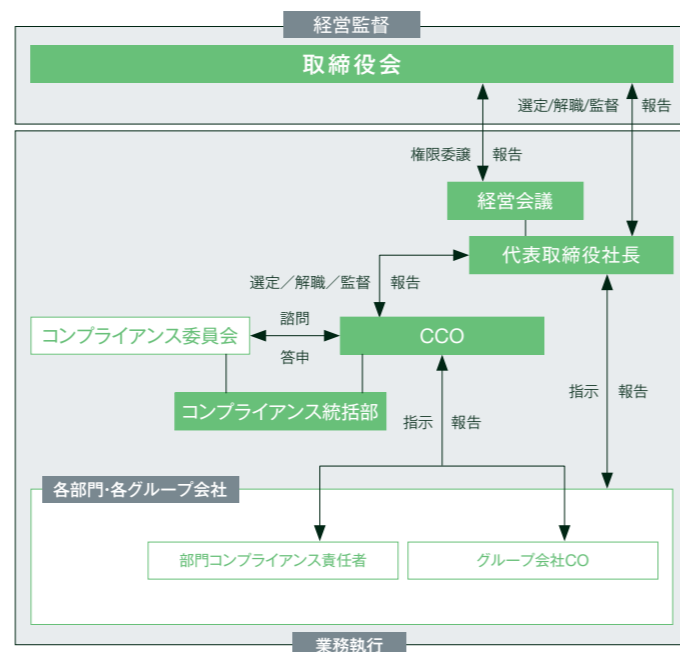 経営監督
取締役会
選定/解職/監督 報告
権限委譲 報告
経営会議
代表取締役社長
選定／解職／監督 報告
諮問
コンプライアンス委員会
CCO
答申
コンプライアンス統括部
指示 報告
指示 報告
各部門・各グループ会社
部門コンプライアンス責任者
グループ会社CO
業務執行